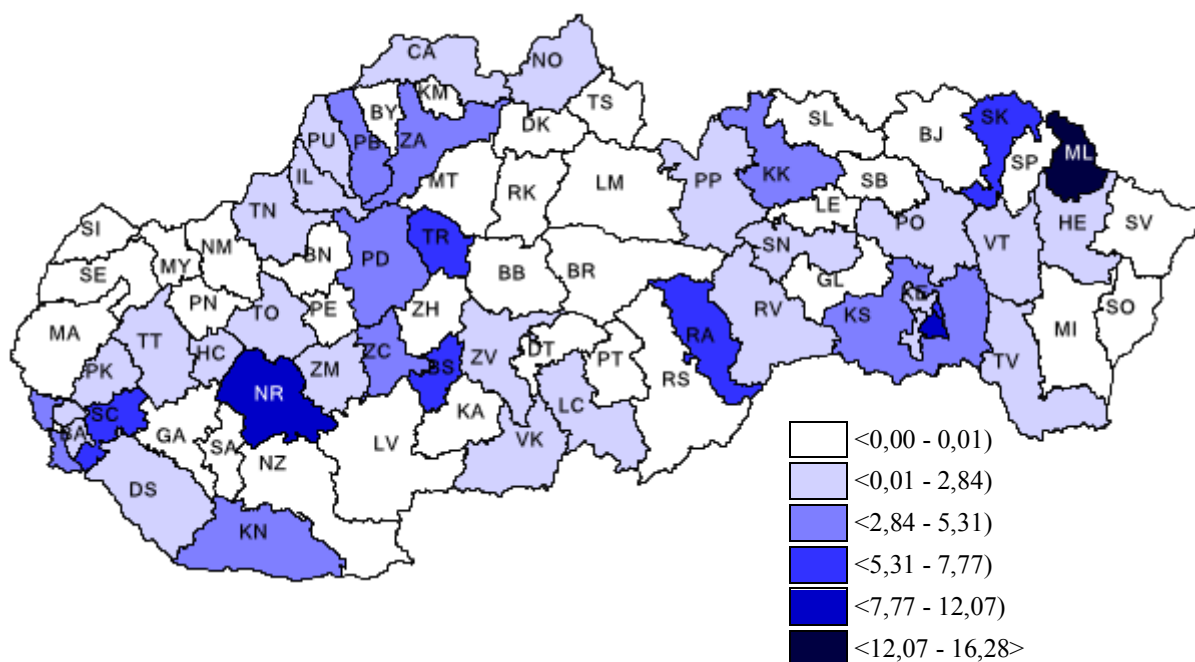 CA
NO
KM
BY
TS
SL
SK
PU
PB
ZA
DK
BJ
ML
SP
IL
MT
RK
LM
PP
KK
SB
TN
LE
PO
HE
SV
SI
NM
TR
SN
VT
MY
BN
PD
BB
BR
SE
GL
KE
PN
PE
ZH
RV
SO
MA
TO
KS
MI
TT
HC
RA
DT
ZV
PT
TV
PK
ZM
ZC
BS
NR
RS
SC
KA
LC
BA
GA
SA
LV
VK
NZ
DS
KN
<0,00 - 0,01)
<0,01 - 2,84)
<2,84 - 5,31)
<5,31 - 7,77)
<7,77 - 12,07)
<12,07 - 16,28>